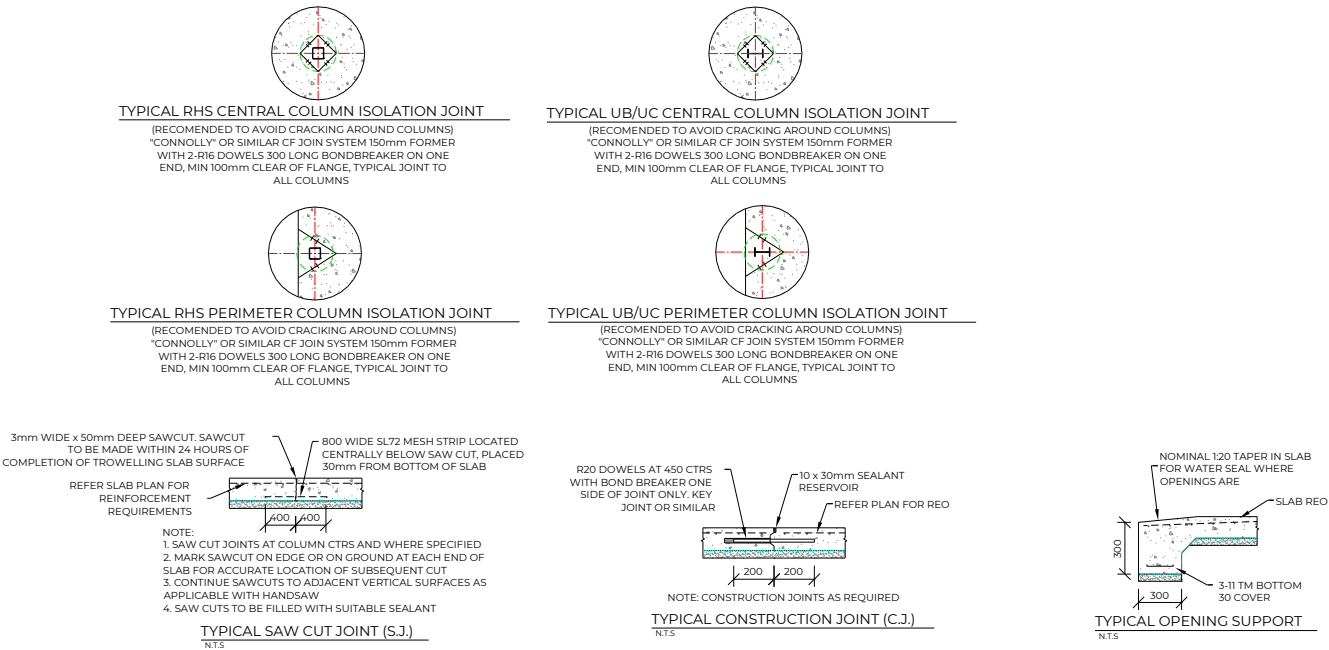 TYPICAL RHS CENTRAL COLUMN ISOLATION JOINT
(RECOMENDED TO AVOID CRACKING AROUND COLUMNS)
"CONNOLLY" OR SIMILAR CF JOIN SYSTEM 150mm FORMER
WITH 2-R16 DOWELS 300 LONG BONDBREAKER ON ONE
END, MIN 100mm CLEAR OF FLANGE, TYPICAL JOINT TO
ALL COLUMNS
TYPICAL UB/UC CENTRAL COLUMN ISOLATION JOINT
(RECOMENDED TO AVOID CRACKING AROUND COLUMNS)
"CONNOLLY" OR SIMILAR CF JOIN SYSTEM 150mm FORMER
WITH 2-R16 DOWELS 300 LONG BONDBREAKER ON ONE
END, MIN 100mm CLEAR OF FLANGE, TYPICAL JOINT TO
ALL COLUMNS
TYPICAL RHS PERIMETER COLUMN ISOLATION JOINT
(RECOMENDED TO AVOID CRACIKING AROUND COLUMNS)
"CONNOLLY" OR SIMILAR CF JOIN SYSTEM 150mm FORMER
WITH 2-R16 DOWELS 300 LONG BONDBREAKER ON ONE
END, MIN 100mm CLEAR OF FLANGE, TYPICAL JOINT TO
ALL COLUMNS
TYPICAL UB/UC PERIMETER COLUMN ISOLATION JOINT
(RECOMENDED TO AVOID CRACKING AROUND COLUMNS)
"CONNOLLY" OR SIMILAR CF JOIN SYSTEM 150mm FORMER
WITH 2-R16 DOWELS 300 LONG BONDBREAKER ON ONE
END, MIN 100mm CLEAR OF FLANGE, TYPICAL JOINT TO
ALL COLUMNS
3mm WIDE x 50mm DEEP SAWCUT. SAWCUT
TO BE MADE WITHIN 24 HOURS OF
COMPLETION OF TROWELLING SLAB SURFACE
800 WIDE SL72 MESH STRIP LOCATED
CENTRALLY BELOW SAW CUT, PLACED
30mm FROM BOTTOM OF SLAB
REFER SLAB PLAN FOR
REINFORCEMENT
REQUIREMENTS
400 400
NOTE:
1. SAW CUT JOINTS AT COLUMN CTRS AND WHERE SPECIFIED
2. MARK SAWCUT ON EDGE OR ON GROUND AT EACH END OF
SLAB FOR ACCURATE LOCATION OF SUBSEQUENT CUT
3. CONTINUE SAWCUTS TO ADJACENT VERTICAL SURFACES AS
APPLICABLE WITH HANDSAW
4. SAW CUTS TO BE FILLED WITH SUITABLE SEALANT
TYPICAL SAW CUT JOINT (S.J.)
N.T.S
R20 DOWELS AT 450 CTRS
WITH BOND BREAKER ONE
SIDE OF JOINT ONLY. KEY
JOINT OR SIMILAR
10 x 30mm SEALANT
RESERVOIR
REFER PLAN FOR REO
200 200
NOTE: CONSTRUCTION JOINTS AS REQUIRED
TYPICAL CONSTRUCTION JOINT (C.J.)
N.T.S
NOMINAL 1:20 TAPER IN SLAB
FOR WATER SEAL WHERE
OPENINGS ARE
SLAB REO
300
3-11 TM BOTTOM
30 COVER
300
TYPICAL OPENING SUPPORT
N.T.S